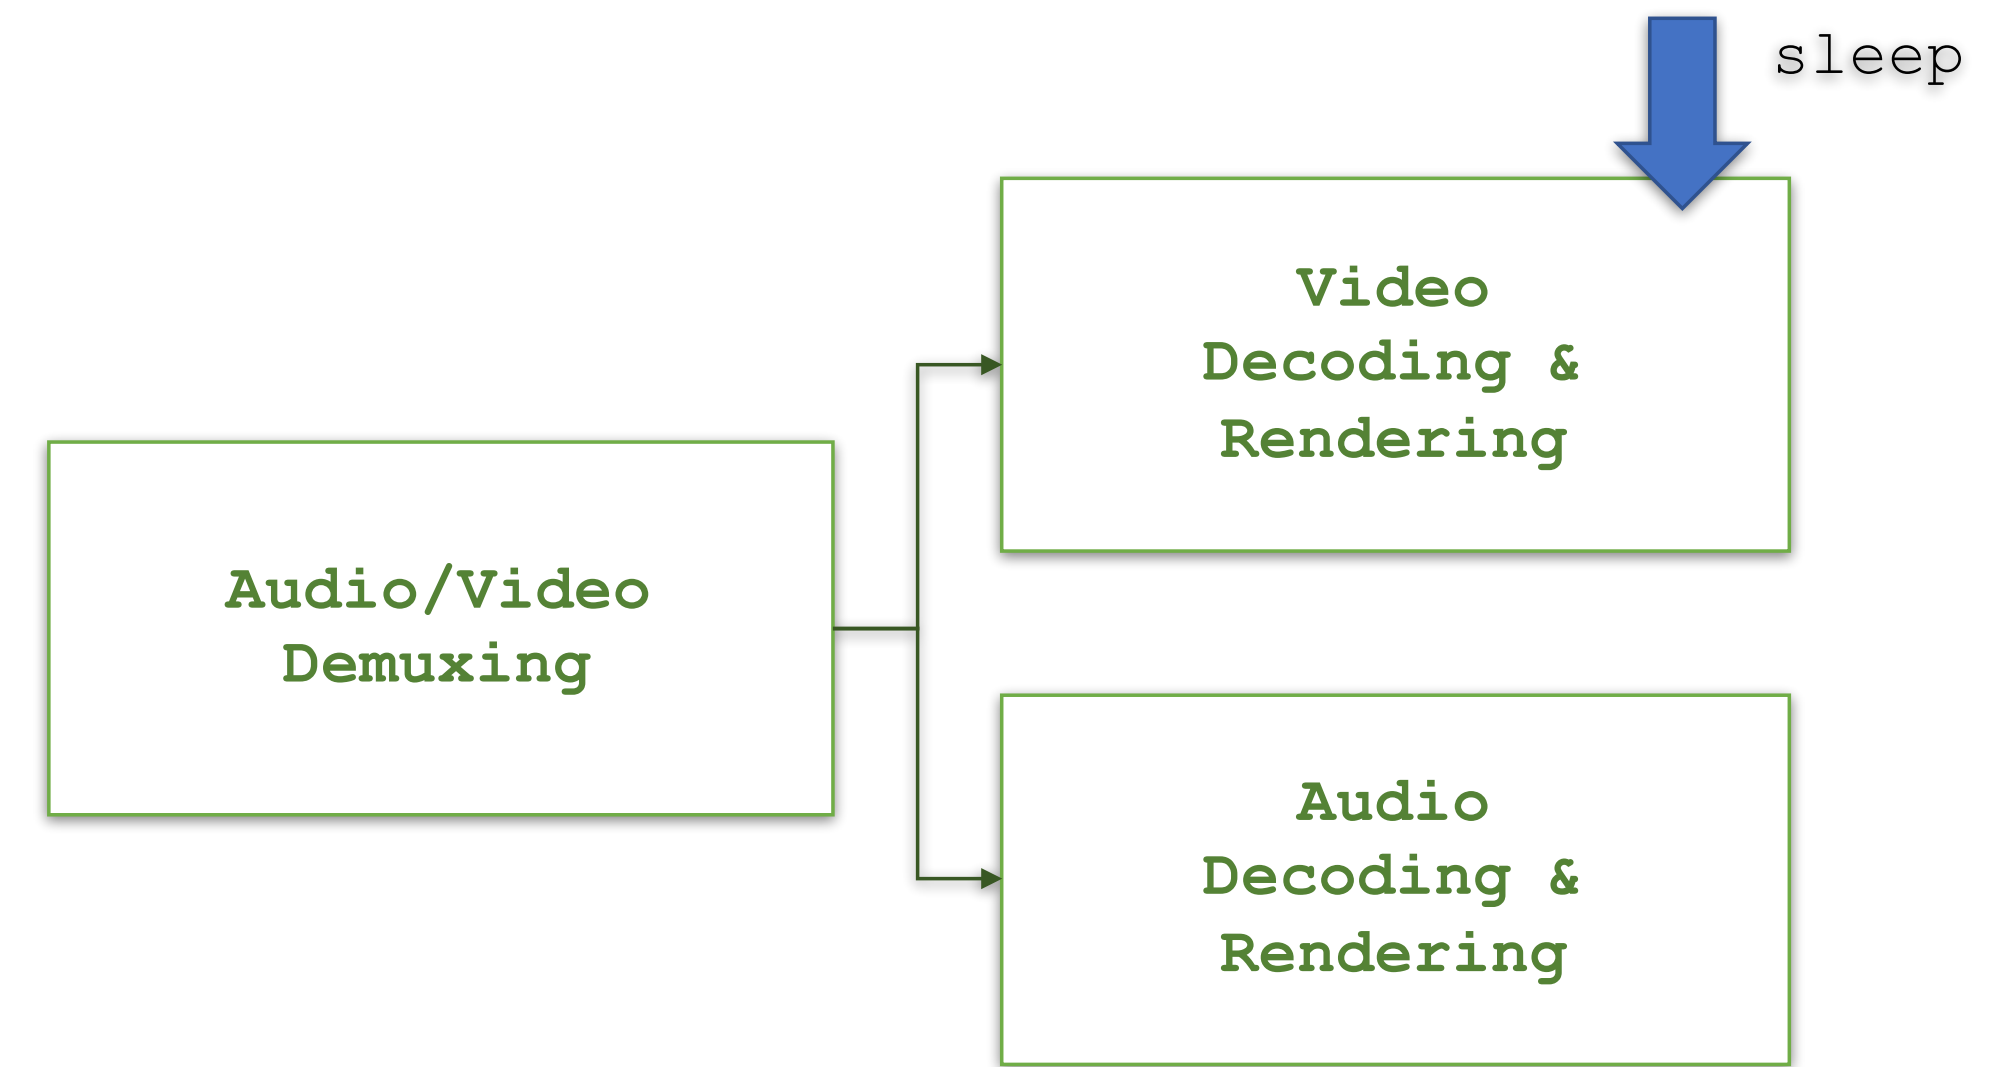 sleep
Video
Decoding &
Rendering
Audio/Video
Demuxing
Audio
Decoding &
Rendering